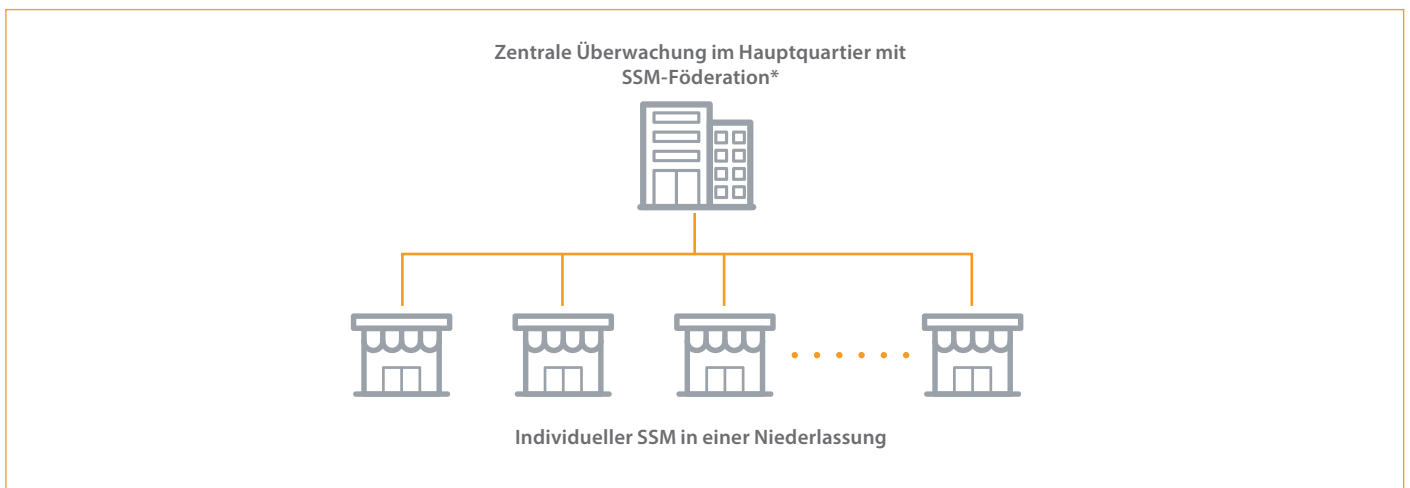 Zentrale Überwachung im Hauptquartier mit
SSM-Föderation*
Individueller SSM in einer Niederlassung